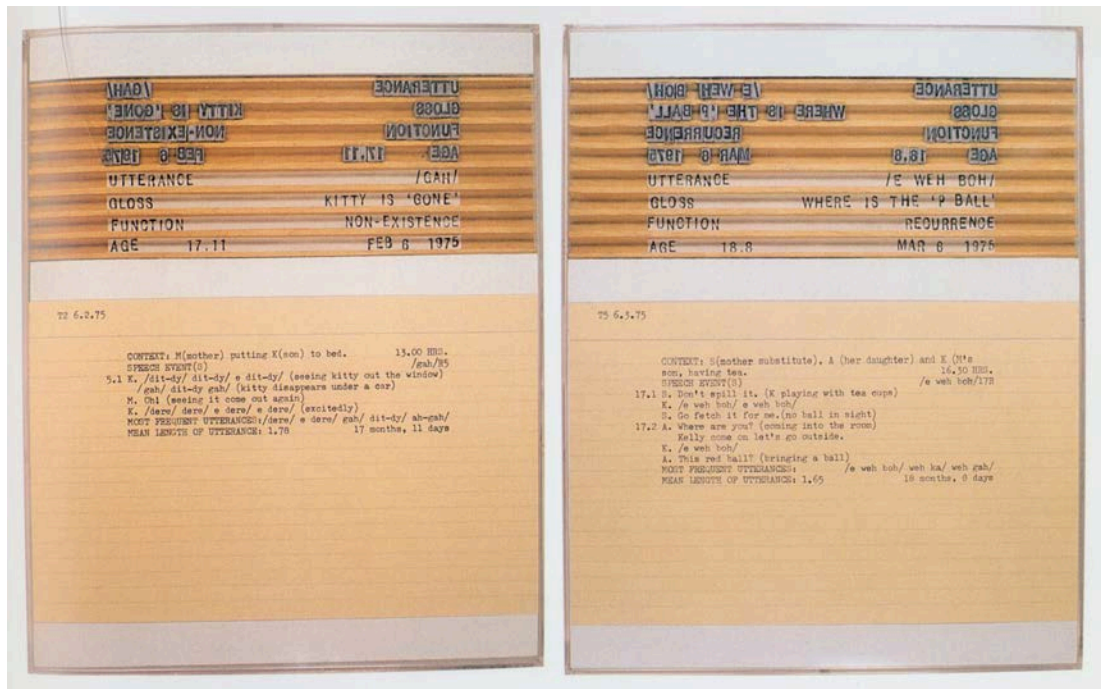 /GAH/ UTTERANCE
KITTY IS 'GONE' GLOSS
NON-EXISTENCE FUNCTION
FEB 6 1975 17.11 AGE
UTTERANCE /GAH/
GLOSS KITTY IS 'GONE'
FUNCTION NON-EXISTENCE
AGE 17.11 FEB 6 1975
T2 6.2.75
CONTEXT: M(mother) putting K(son) to bed. 13.00 HRS.
SPEECH EVENT(S) /gah/R5
5.1 K. /dit-dy/ dit-dy/ e dit-dy/ (seeing kitty out the window)
/gah/ dit-dy gah/ (kitty disappears under a car)
M. Oh! (seeing it come out again)
K. /dere/ dere/ e dere/ e dere/ (excitedly)
MOST FREQUENT UTTERANCES:/dere/ e dere/ gah/ dit-dy/ ah-gah/
MEAN LENGTH OF UTTERANCE: 1.78 17 months, 11 days
/E WEH BOH/ UTTERANCE
WHERE IS THE 'P BALL' GLOSS
RECURRENCE FUNCTION
MAR 6 1975 18.8 AGE
UTTERANCE /E WEH BOH/
GLOSS WHERE IS THE 'P BALL'
FUNCTION RECURRENCE
AGE 18.8 MAR 6 1975
T5 6.3.75
CONTEXT: S(mother substitute), A (her daughter) and K (M's
son, having tea. 16.30 HRS.
SPEECH EVENT(S) /e weh boh/17R
17.1 S. Don't spill it. (K playing with tea cups)
K. /e weh boh/ e weh boh/
S. Go fetch it for me.(no ball in sight)
17.2 A. Where are you? (coming into the room)
Kelly come on let's go outside.
K. /e weh boh/
A. This red ball? (bringing a ball)
MOST FREQUENT UTTERANCES: /e weh boh/ weh ka/ weh gah/
MEAN LENGTH OF UTTERANCE: 1.65 18 months, 8 days